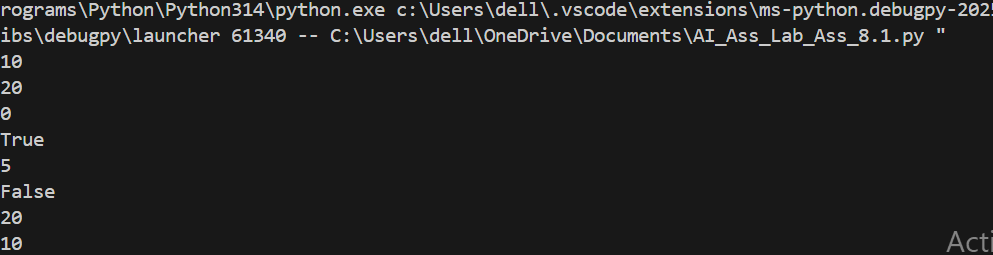 rograms\Python\Python314\python.exe c:\Users\dell\.vscode\extensions\ms-python.debugpy-2025
ibs\debugpy\launcher 61340 -- C:\Users\dell\OneDrive\Documents\AI_Ass_Lab_Ass_8.1.py "
10
20
0
True
5
False
20
10
Acti